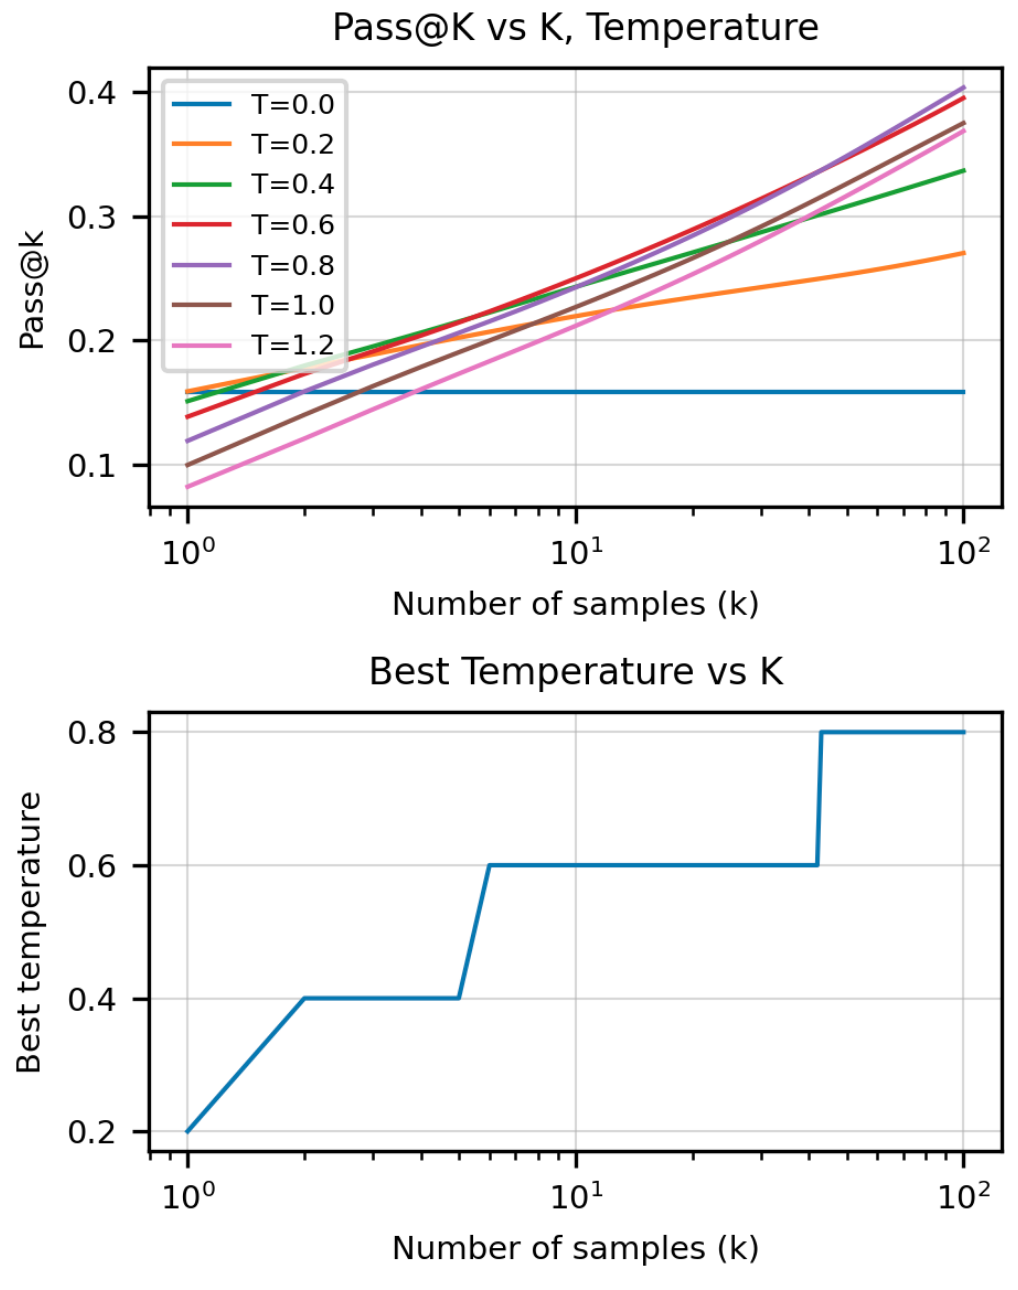 Pass@K vs K, Temperature
T=0.0
T=0.2
T=0.4
T=0.6
T=0.8
T=1.0
T=1.2
0.4
0.3
0.2
0.1
Pass@k
10⁰ 10¹ 10²
Number of samples (k)
Best Temperature vs K
0.8
0.6
0.4
0.2
Best temperature
10⁰ 10¹ 10²
Number of samples (k)